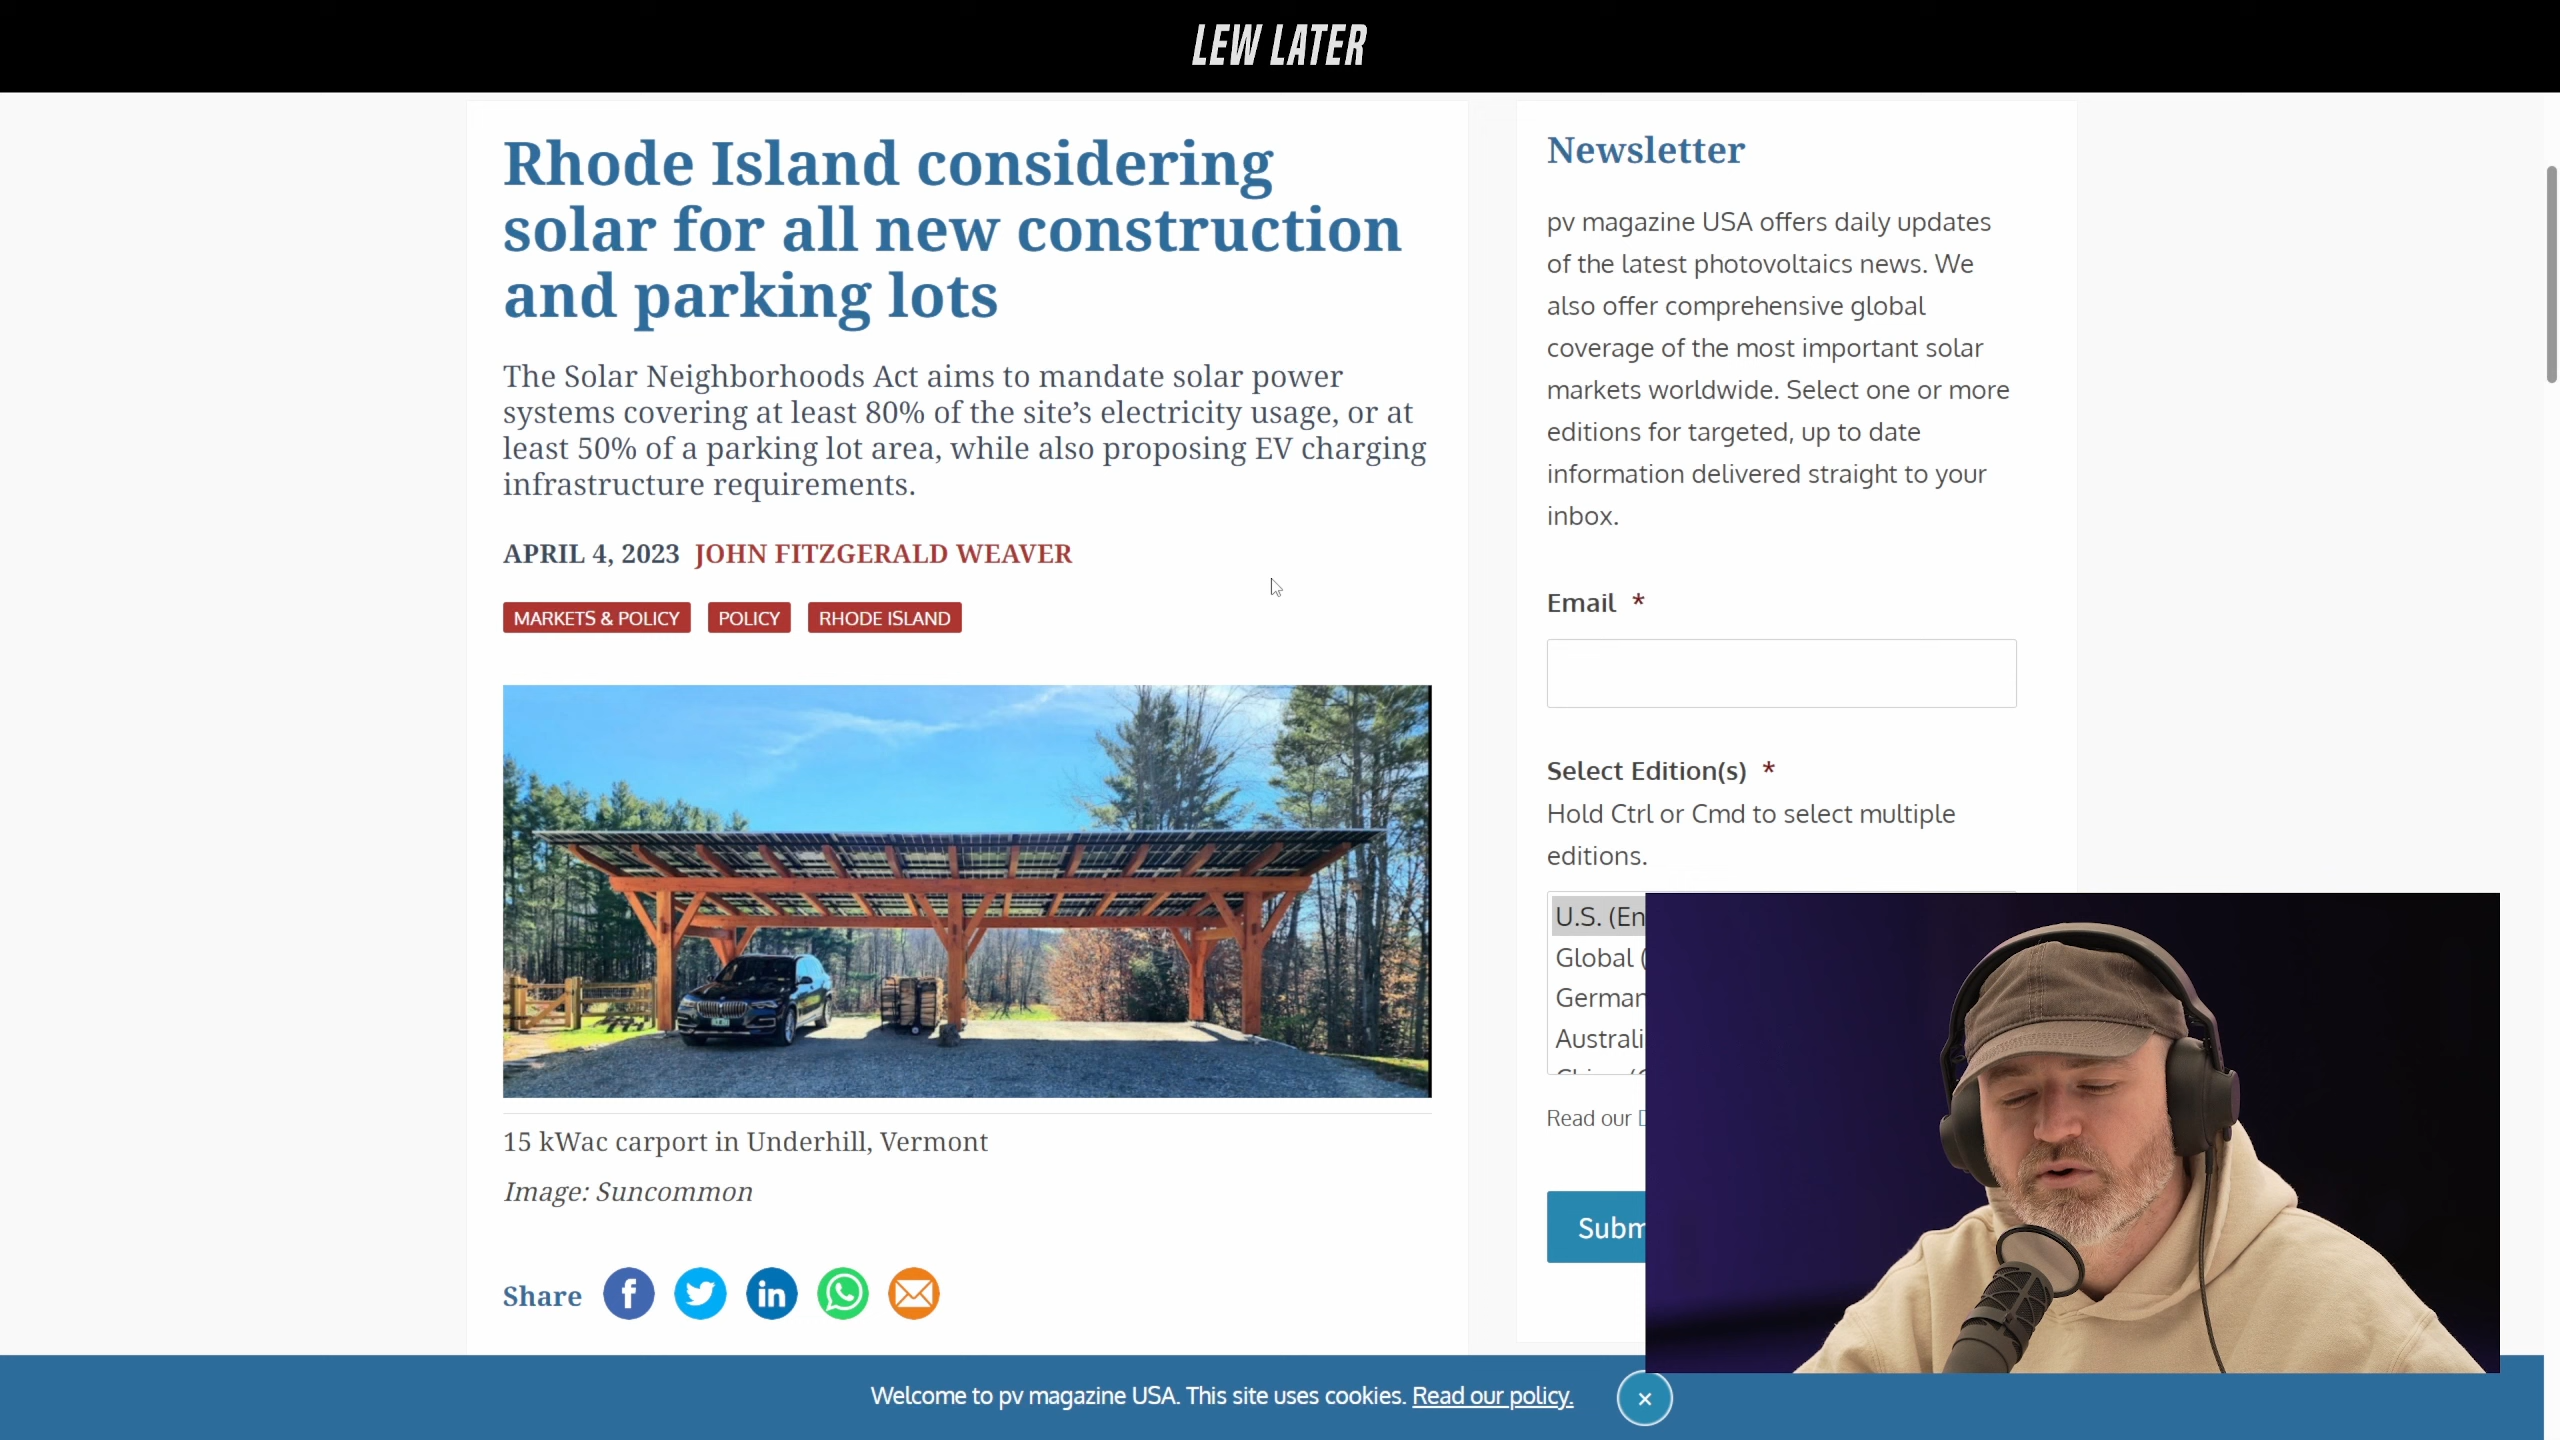 LEW LATER
Rhode Island considering
solar for all new construction
and parking lots
The Solar Neighborhoods Act aims to mandate solar power
systems covering at least 80% of the site’s electricity usage, or at
least 50% of a parking lot area, while also proposing EV charging
infrastructure requirements.
APRIL 4, 2023 JOHN FITZGERALD WEAVER
MARKETS & POLICY POLICY RHODE ISLAND
15 kWac carport in Underhill, Vermont
Image: Suncommon
Share
Newsletter
pv magazine USA offers daily updates
of the latest photovoltaics news. We
also offer comprehensive global
coverage of the most important solar
markets worldwide. Select one or more
editions for targeted, up to date
information delivered straight to your
inbox.
Email *
Select Edition(s) *
Hold Ctrl or Cmd to select multiple
editions.
U.S. (En
Global (
German
Australi
Read our
Subm
Welcome to pv magazine USA. This site uses cookies. Read our policy.